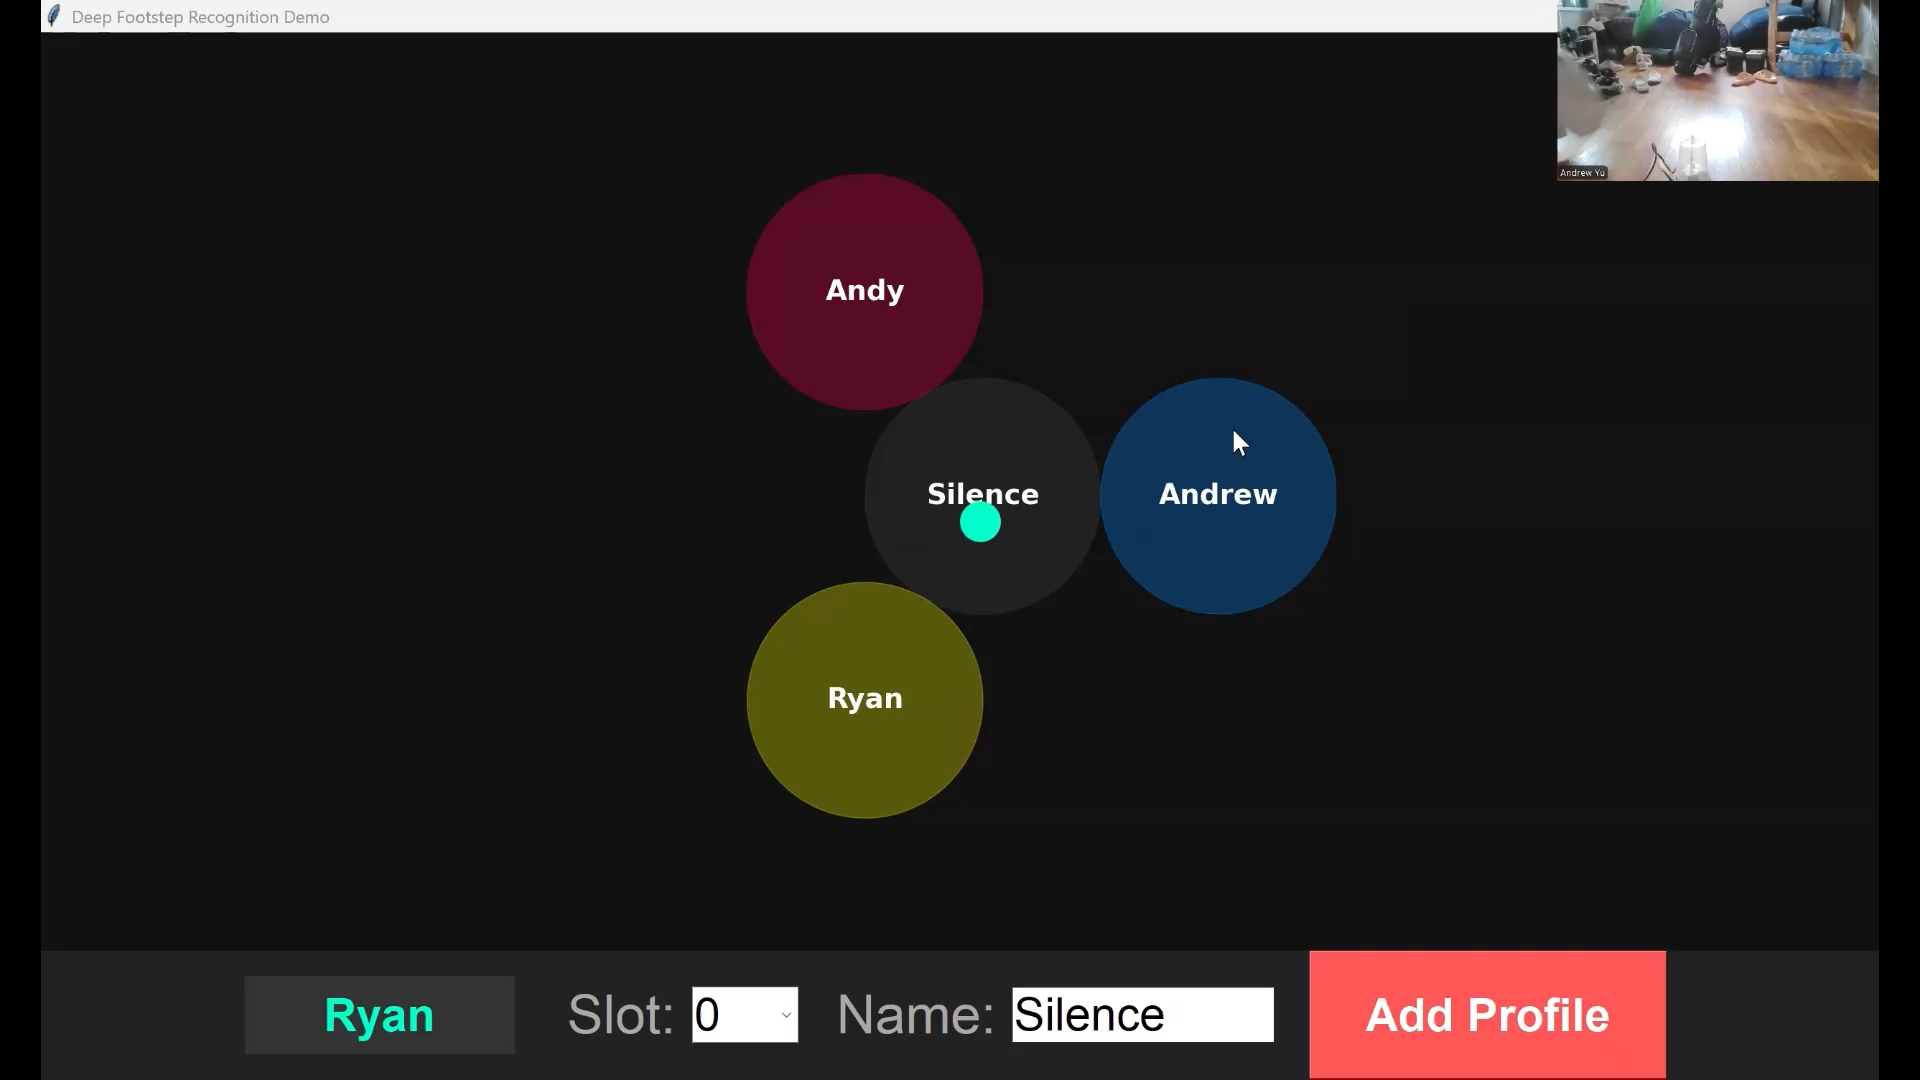 Deep Footstep Recognition Demo
Andrew Yu
Andy
Silence
Andrew
Ryan
Ryan
Slot:
0
Name:
Silence
Add Profile